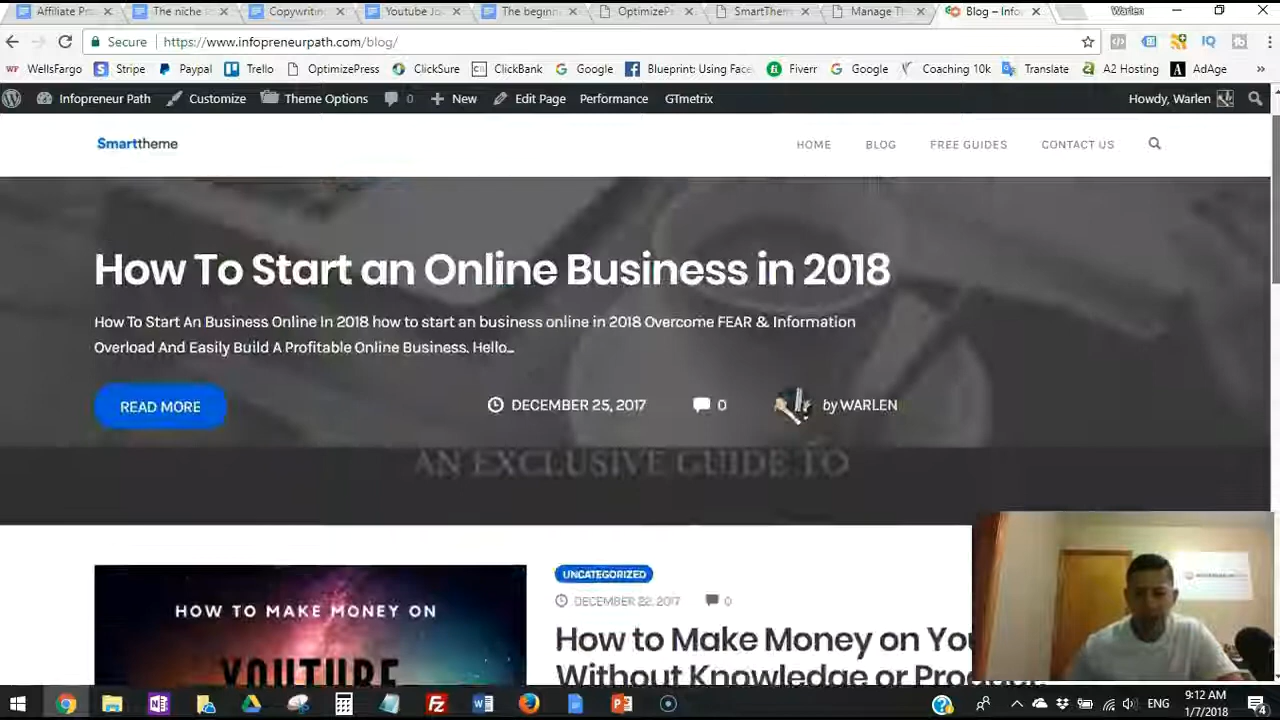 Affiliate Pro
The niche
Copywritin
Youtube Jo
The beginn
OptimizePr
SmartThem
Manage Th
Blog – Info
Warlen
Secure
https://www.infopreneurpath.com/blog/
WellsFargo
Stripe
Paypal
Trello
OptimizePress
ClickSure
ClickBank
Google
Blueprint: Using Face
Fiverr
Google
Coaching 10k
Translate
A2 Hosting
AdAge
Infopreneur Path
Customize
Theme Options
0
New
Edit Page
Performance
GTmetrix
Howdy, Warlen
Smarttheme
HOME
BLOG
FREE GUIDES
CONTACT US
How To Start an Online Business in 2018
How To Start An Business Online In 2018 how to start an business online in 2018 Overcome FEAR & Information
Overload And Easily Build A Profitable Online Business. Hello...
READ MORE
DECEMBER 25, 2017
0
by WARLEN
AN EXCLUSIVE GUIDE TO
HOW TO MAKE MONEY ON
YOUTUBE
UNCATEGORIZED
DECEMBER 22, 2017
0
How to Make Money on You
Without Knowledge or Produ
ENG
9:12 AM
1/7/2018
4